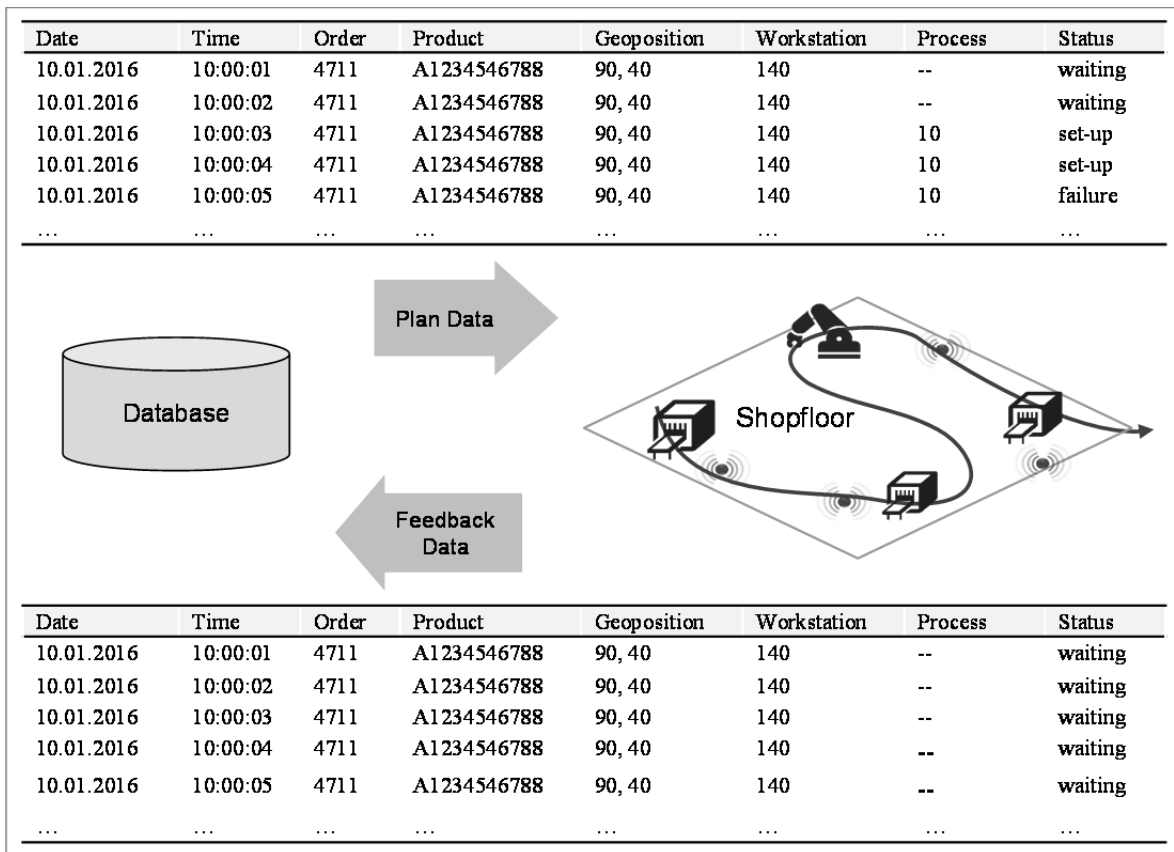 Date Time Order Product Geoposition Workstation Process Status
10.01.2016 10:00:01 4711 A1234546788 90, 40 140 -- waiting
10.01.2016 10:00:02 4711 A1234546788 90, 40 140 -- waiting
10.01.2016 10:00:03 4711 A1234546788 90, 40 140 10 set-up
10.01.2016 10:00:04 4711 A1234546788 90, 40 140 10 set-up
10.01.2016 10:00:05 4711 A1234546788 90, 40 140 10 failure
... ... ... ... ... ... ... ...
Plan Data
Database
Shopfloor
Feedback
Data
Date Time Order Product Geoposition Workstation Process Status
10.01.2016 10:00:01 4711 A1234546788 90, 40 140 -- waiting
10.01.2016 10:00:02 4711 A1234546788 90, 40 140 -- waiting
10.01.2016 10:00:03 4711 A1234546788 90, 40 140 -- waiting
10.01.2016 10:00:04 4711 A1234546788 90, 40 140 -- waiting
10.01.2016 10:00:05 4711 A1234546788 90, 40 140 -- waiting
... ... ... ... ... ... ... ...